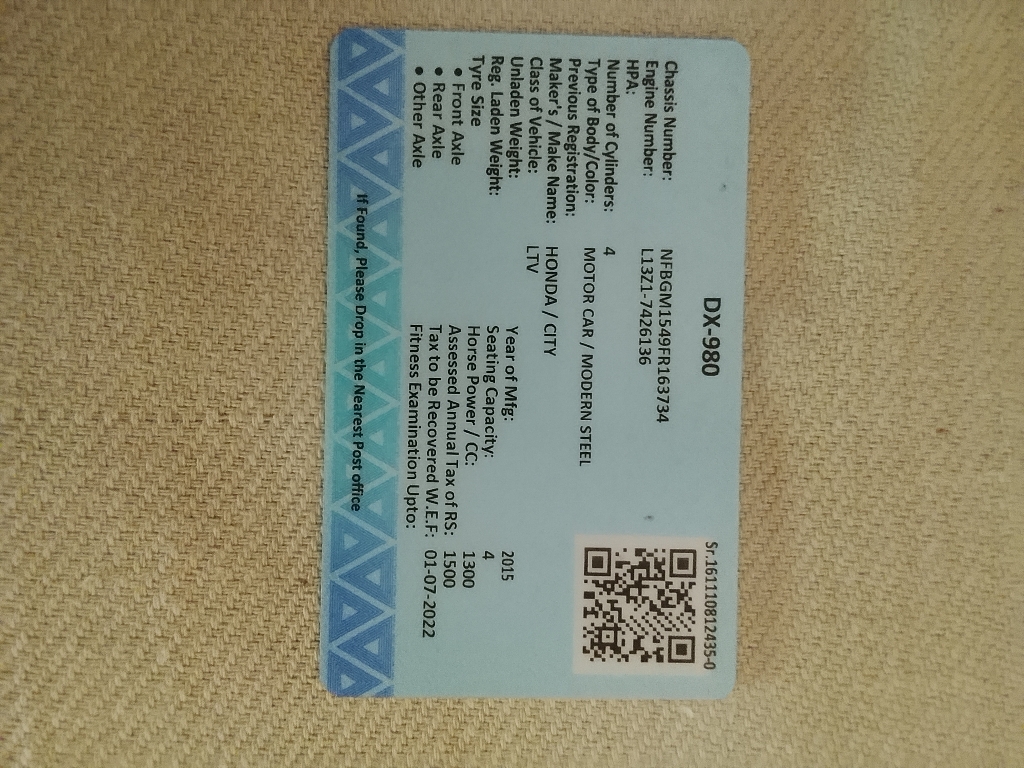 Sr.161110812435-0
DX-980
Chassis Number: NFBGM1549FR163734
Engine Number: L13Z1-7426136
HPA:
Number of Cylinders: 4
Type of Body/Color: MOTOR CAR / MODERN STEEL
Previous Registration:
Maker's / Make Name: HONDA / CITY
Class of Vehicle: LTV
Unladen Weight: Year of Mfg: 2015
Reg. Laden Weight: Seating Capacity: 4
Tyre Size Horse Power / CC: 1300
• Front Axle Assessed Annual Tax of RS: 1500
• Rear Axle Tax to be Recovered W.E.F: 01-07-2022
• Other Axle Fitness Examination Upto:
If Found, Please Drop in the Nearest Post office